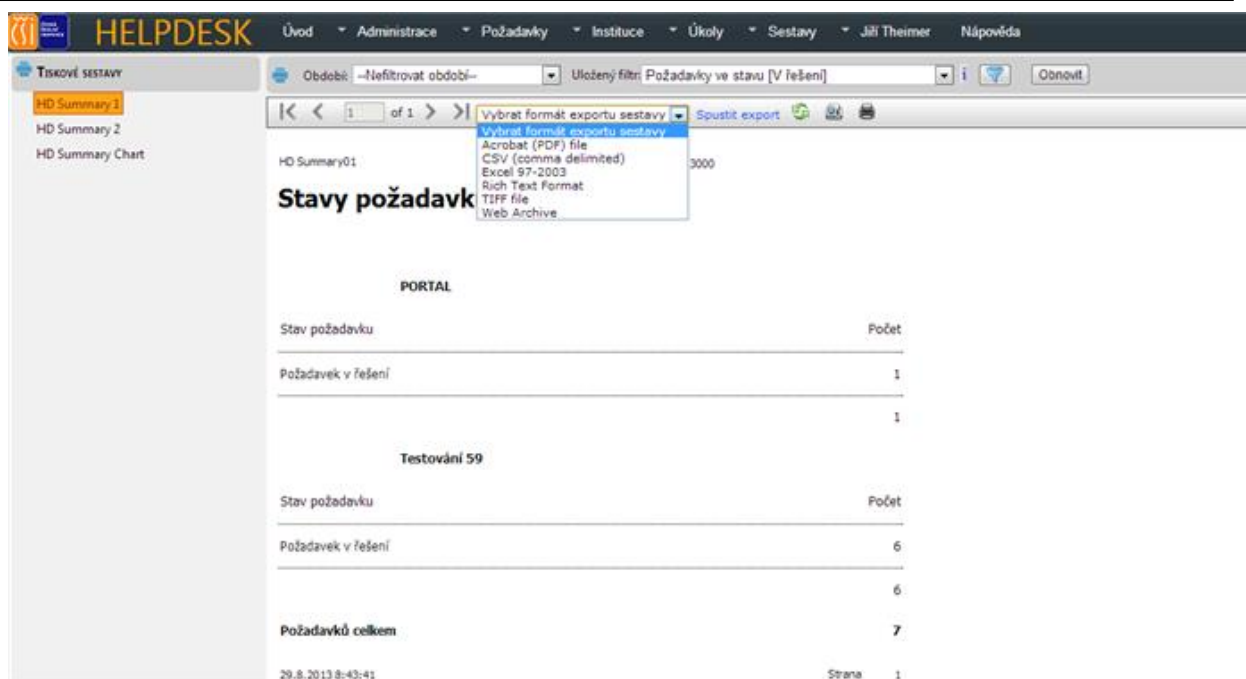 HELPDESK
Úvod Administrace Požadavky Instituce Úkoly Sestavy Jiří Theimer Nápověda
TISKOVÉ SESTAVY
Období: --Nefiltrovat období-- Uložený filtr: Požadavky ve stavu [V řešení] i Obnovit
HD Summary 1
HD Summary 2
HD Summary Chart
1 of 1 Vybrat formát exportu sestavy Spustit export
Vybrat formát exportu sestavy
Acrobat (PDF) file
CSV (comma delimited)
Excel 97-2003
Rich Text Format
TIFF file
Web Archive
HD Summary01 3000
Stavy požadavk
PORTAL
Stav požadavku Počet
Požadavek v řešení 1
1
Testování 59
Stav požadavku Počet
Požadavek v řešení 6
6
Požadavků celkem 7
29.8.2013 8:43:41 Strana 1